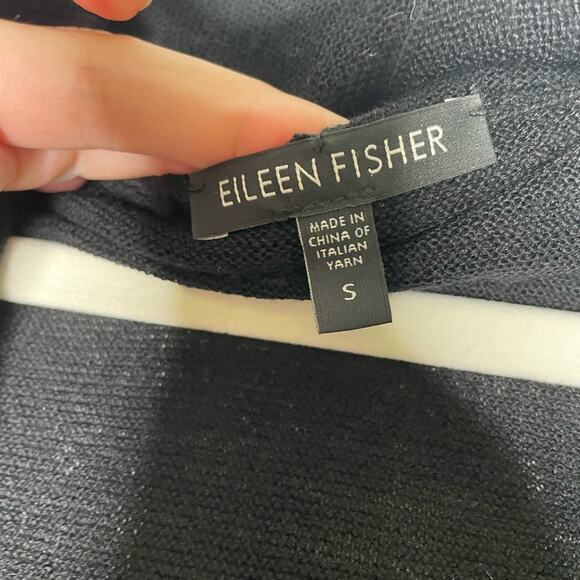 EILEEN FISHER
MADE IN
CHINA OF
ITALIAN
YARN
S